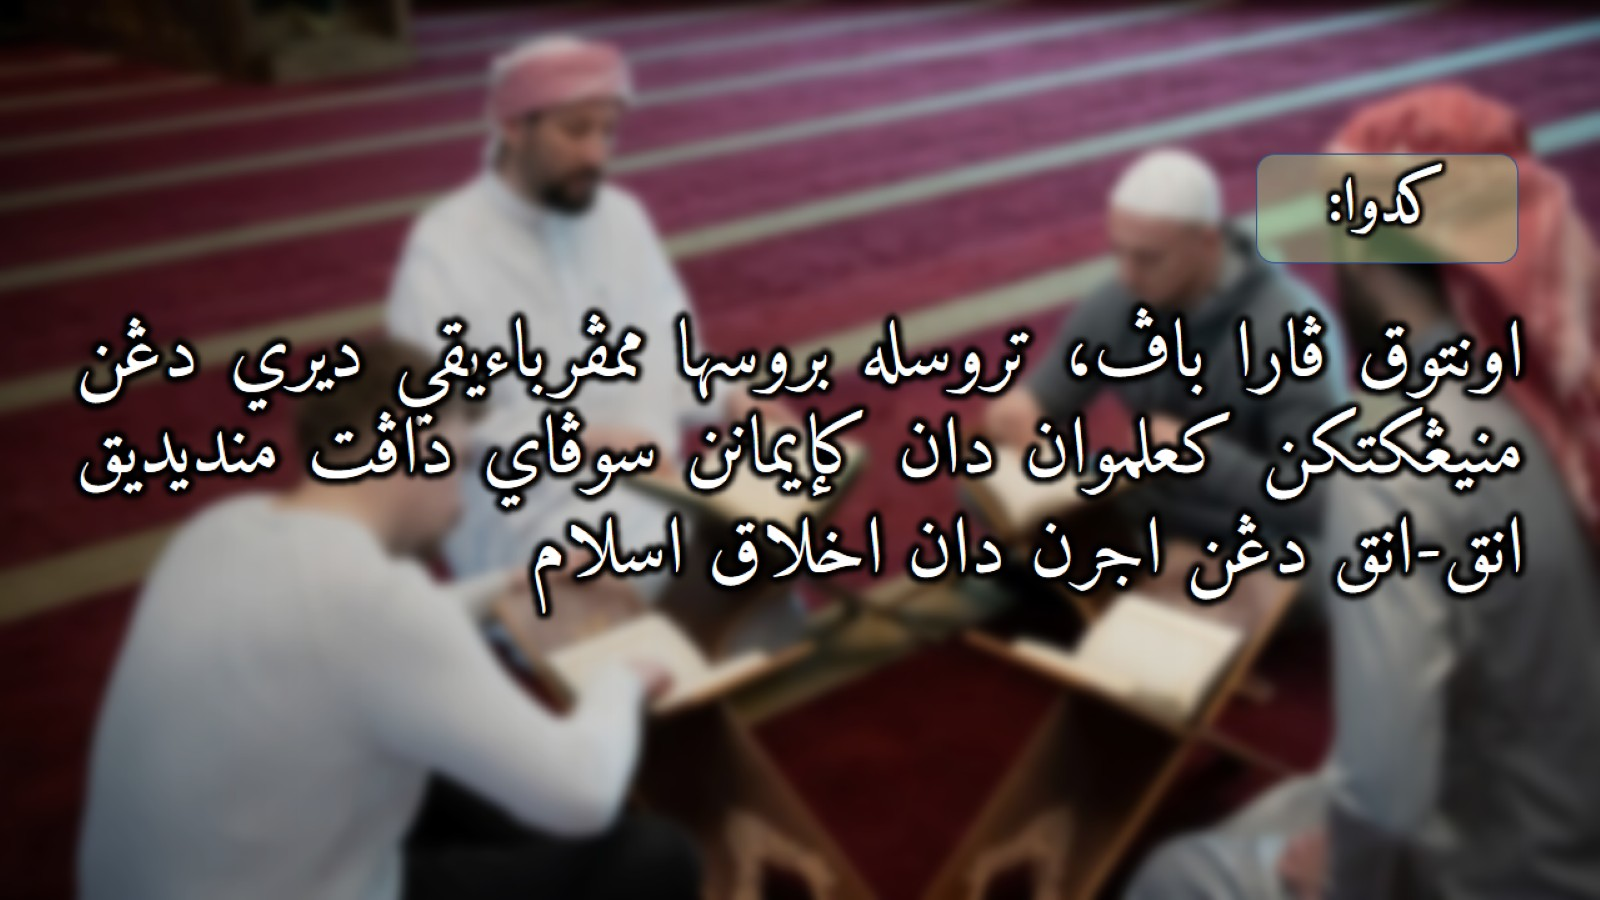 كدوا:
اونتوق ڤارا باڤ، تروسله بروسها ممڤرباءيقي ديري دڠن
منيڠكتكن كعلموان دان كإيمانن سوڤاي داڤت منديديق
انق-انق دڠن اجرن دان اخلاق اسلام